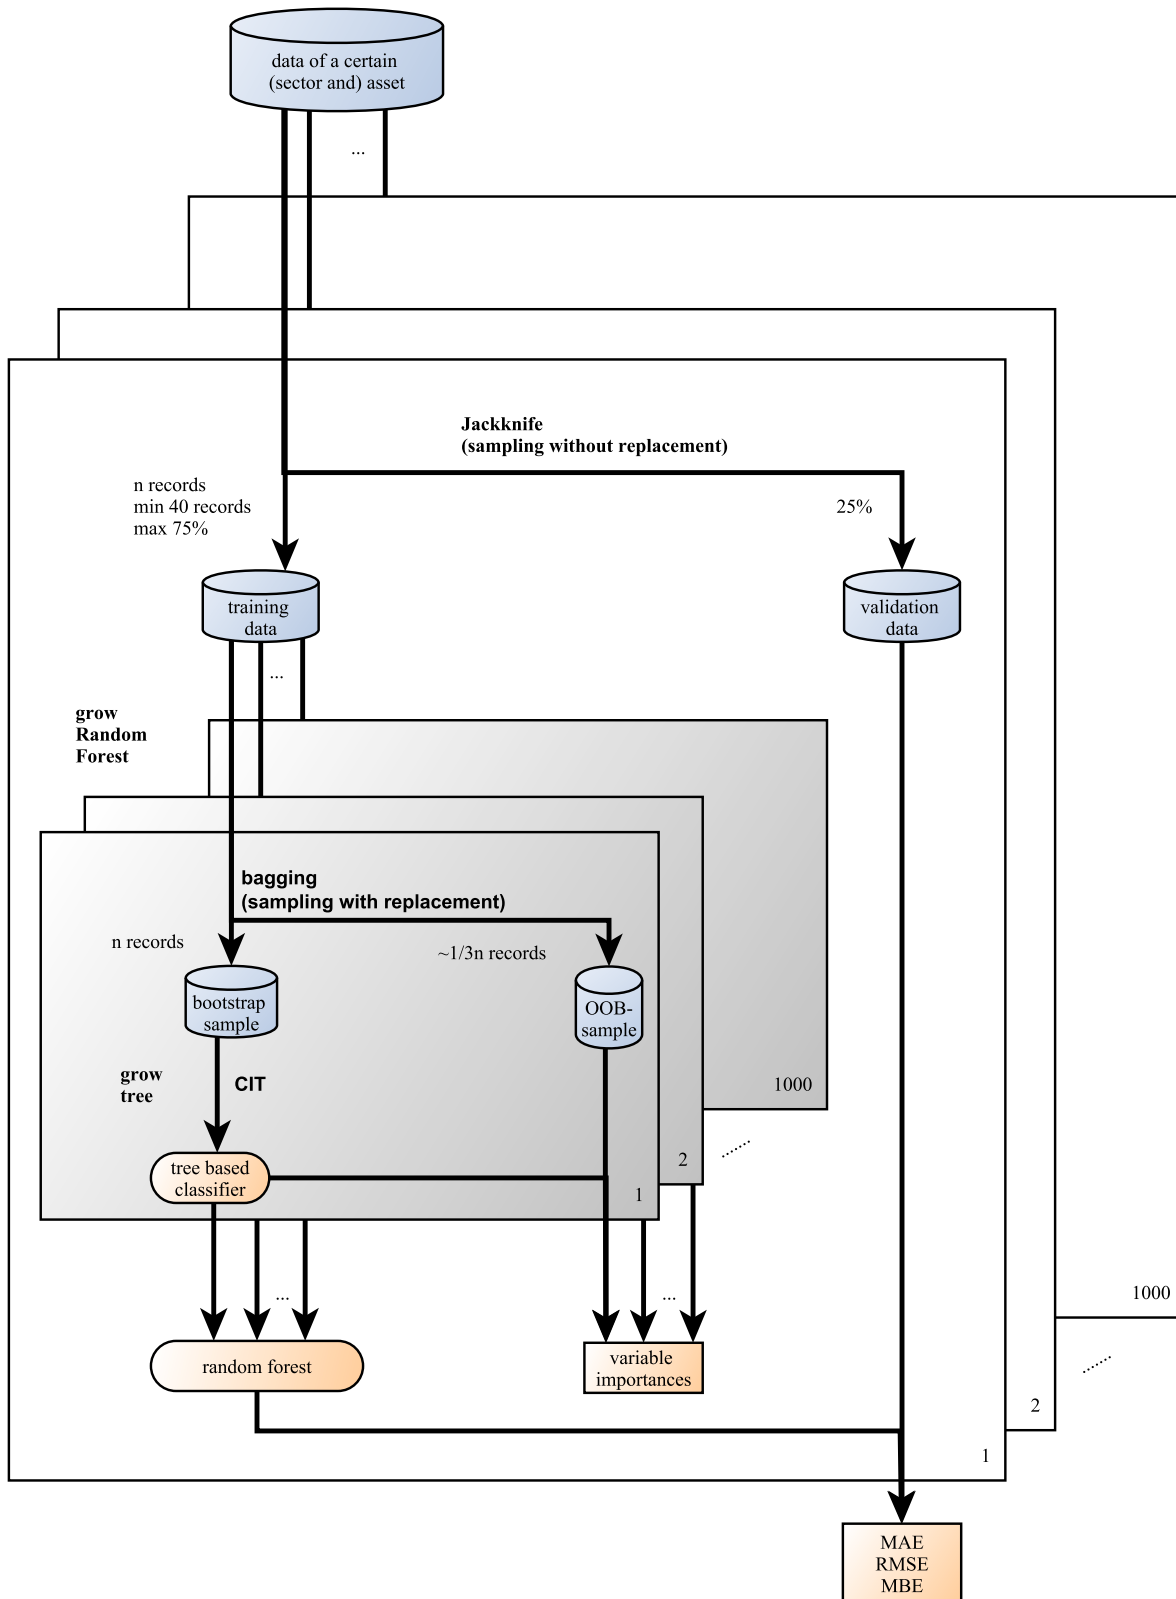 data of a certain
(sector and) asset
...
Jackknife
(sampling without replacement)
n records
min 40 records
max 75%
25%
training
data
validation
data
...
grow
Random
Forest
bagging
(sampling with replacement)
n records
~1/3n records
bootstrap
sample
OOB-
sample
grow
tree
CIT
1000
tree based
classifier
2
1
...
...
1000
random forest
variable
importances
2
1
MAE
RMSE
MBE